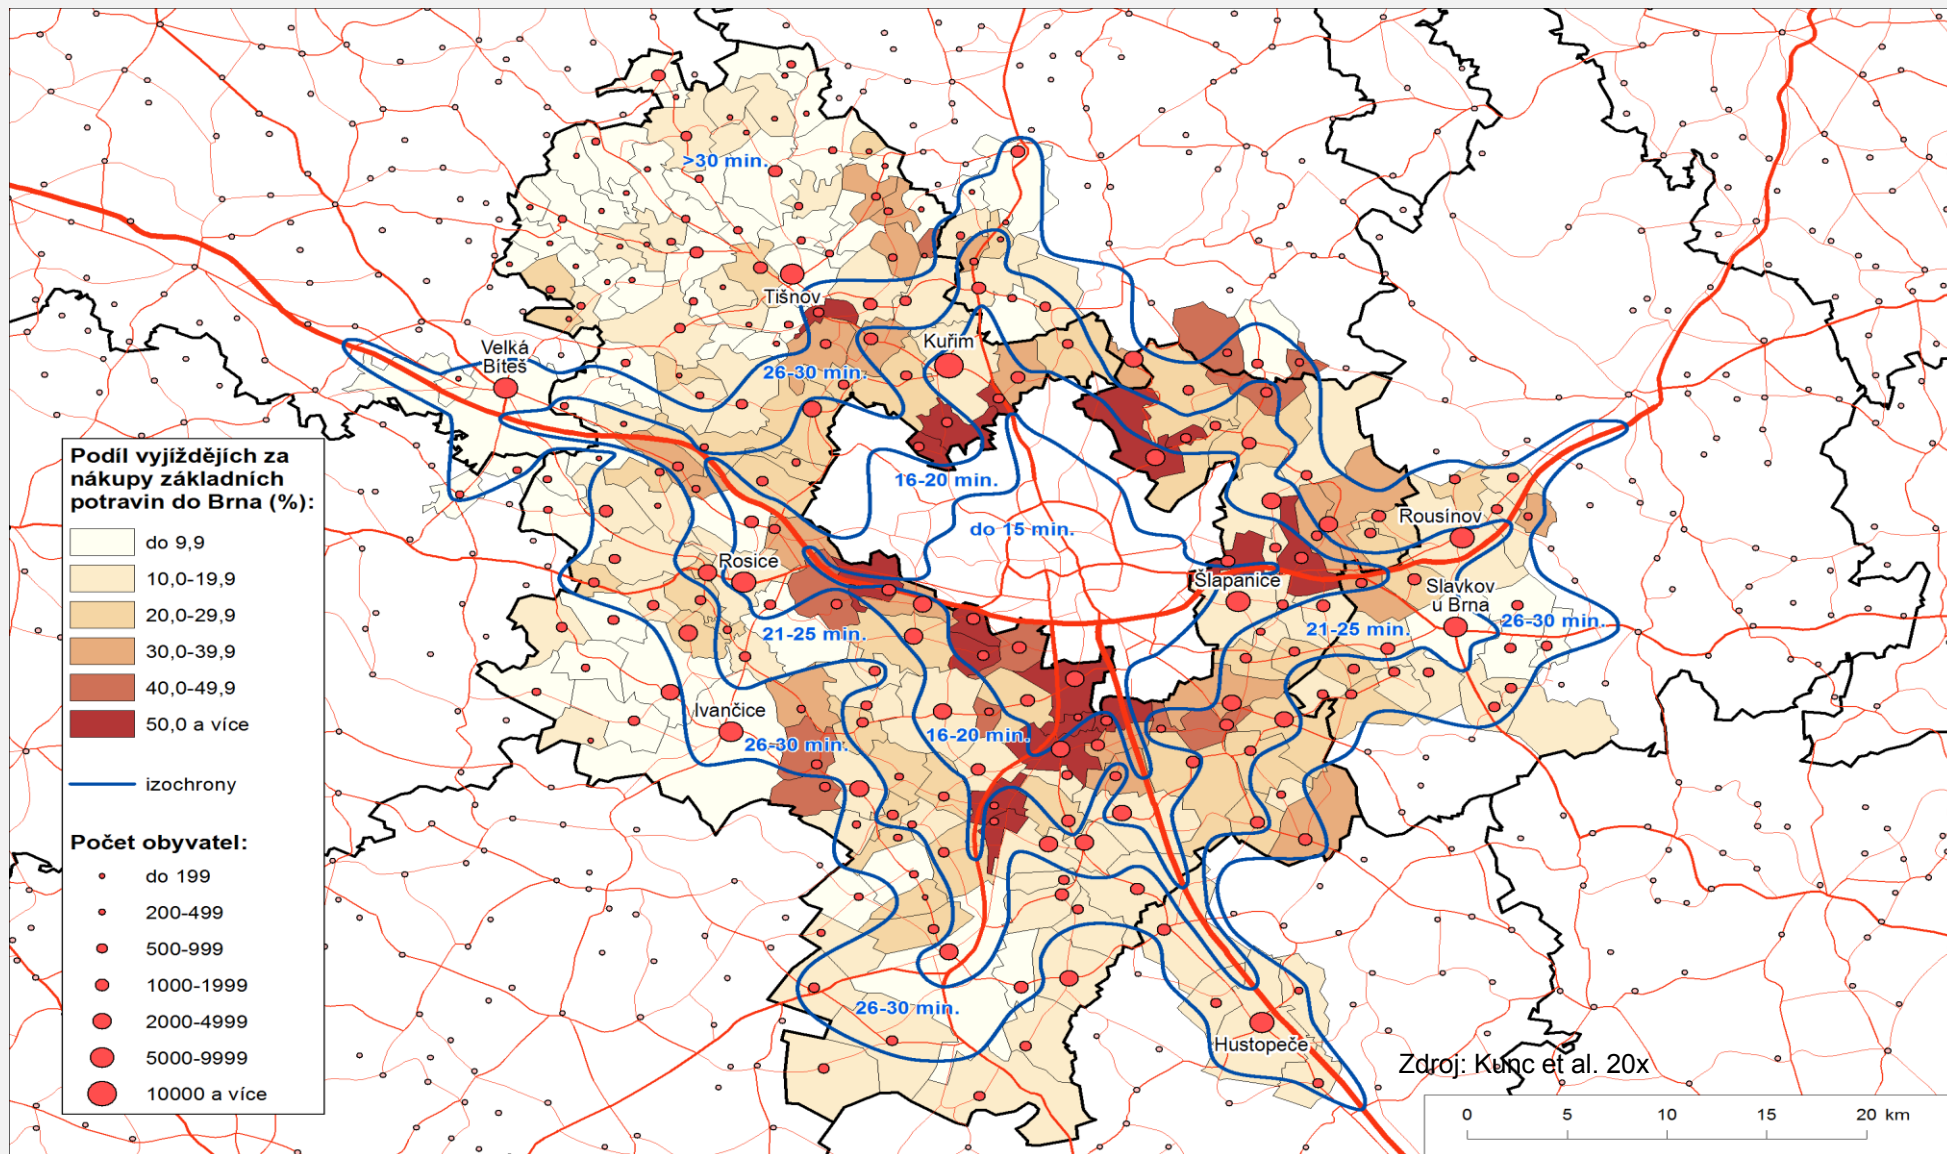 >30 min.
Tišnov
Velká
Bíteš
Kuřim
26-30 min.
16-20 min.
do 15 min.
Rousínov
Rosice
Šlapanice
Slavkov
u Brna
21-25 min.
21-25 min.
26-30 min.
Ivančice
26-30 min.
16-20 min.
26-30 min.
Hustopeče
Podíl vyjíždějících za
nákupy základních
potravin do Brna (%):
do 9,9
10,0-19,9
20,0-29,9
30,0-39,9
40,0-49,9
50,0 a více
izochrony
Počet obyvatel:
do 199
200-499
500-999
1000-1999
2000-4999
5000-9999
10000 a více
Zdroj: Kunc et al. 20x
0 5 10 15 20 km